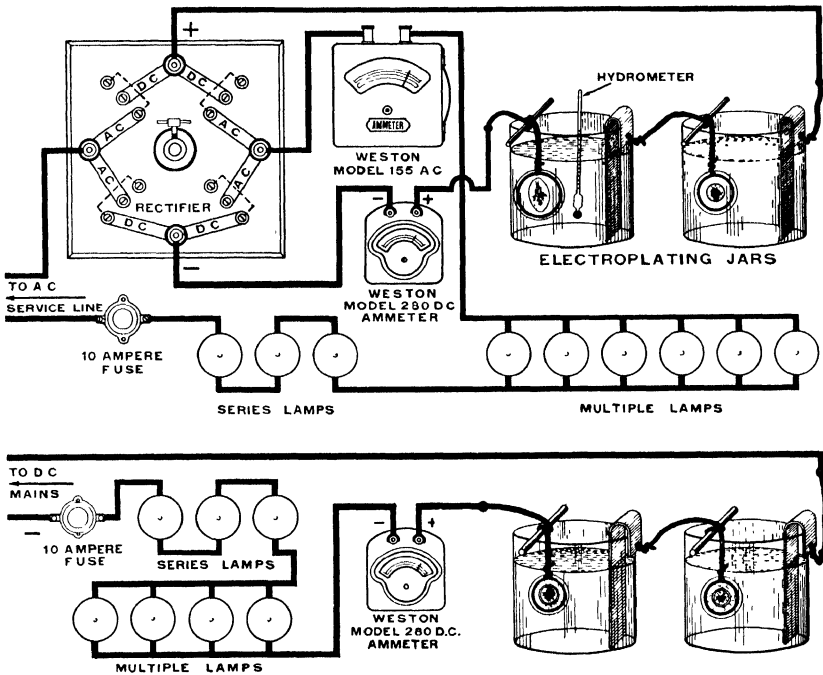 +
DC
DC
AC
AC
AC
AC
RECTIFIER
DC
DC
−
AMMETER
WESTON
MODEL 155 AC
HYDROMETER
−
+
WESTON
MODEL 280 DC
AMMETER
ELECTROPLATING JARS
TO AC
SERVICE LINE
10 AMPERE
FUSE
SERIES LAMPS
MULTIPLE LAMPS
TO DC
MAINS
−
10 AMPERE
FUSE
SERIES LAMPS
−
+
WESTON
MODEL 280 D.C.
AMMETER
MULTIPLE LAMPS